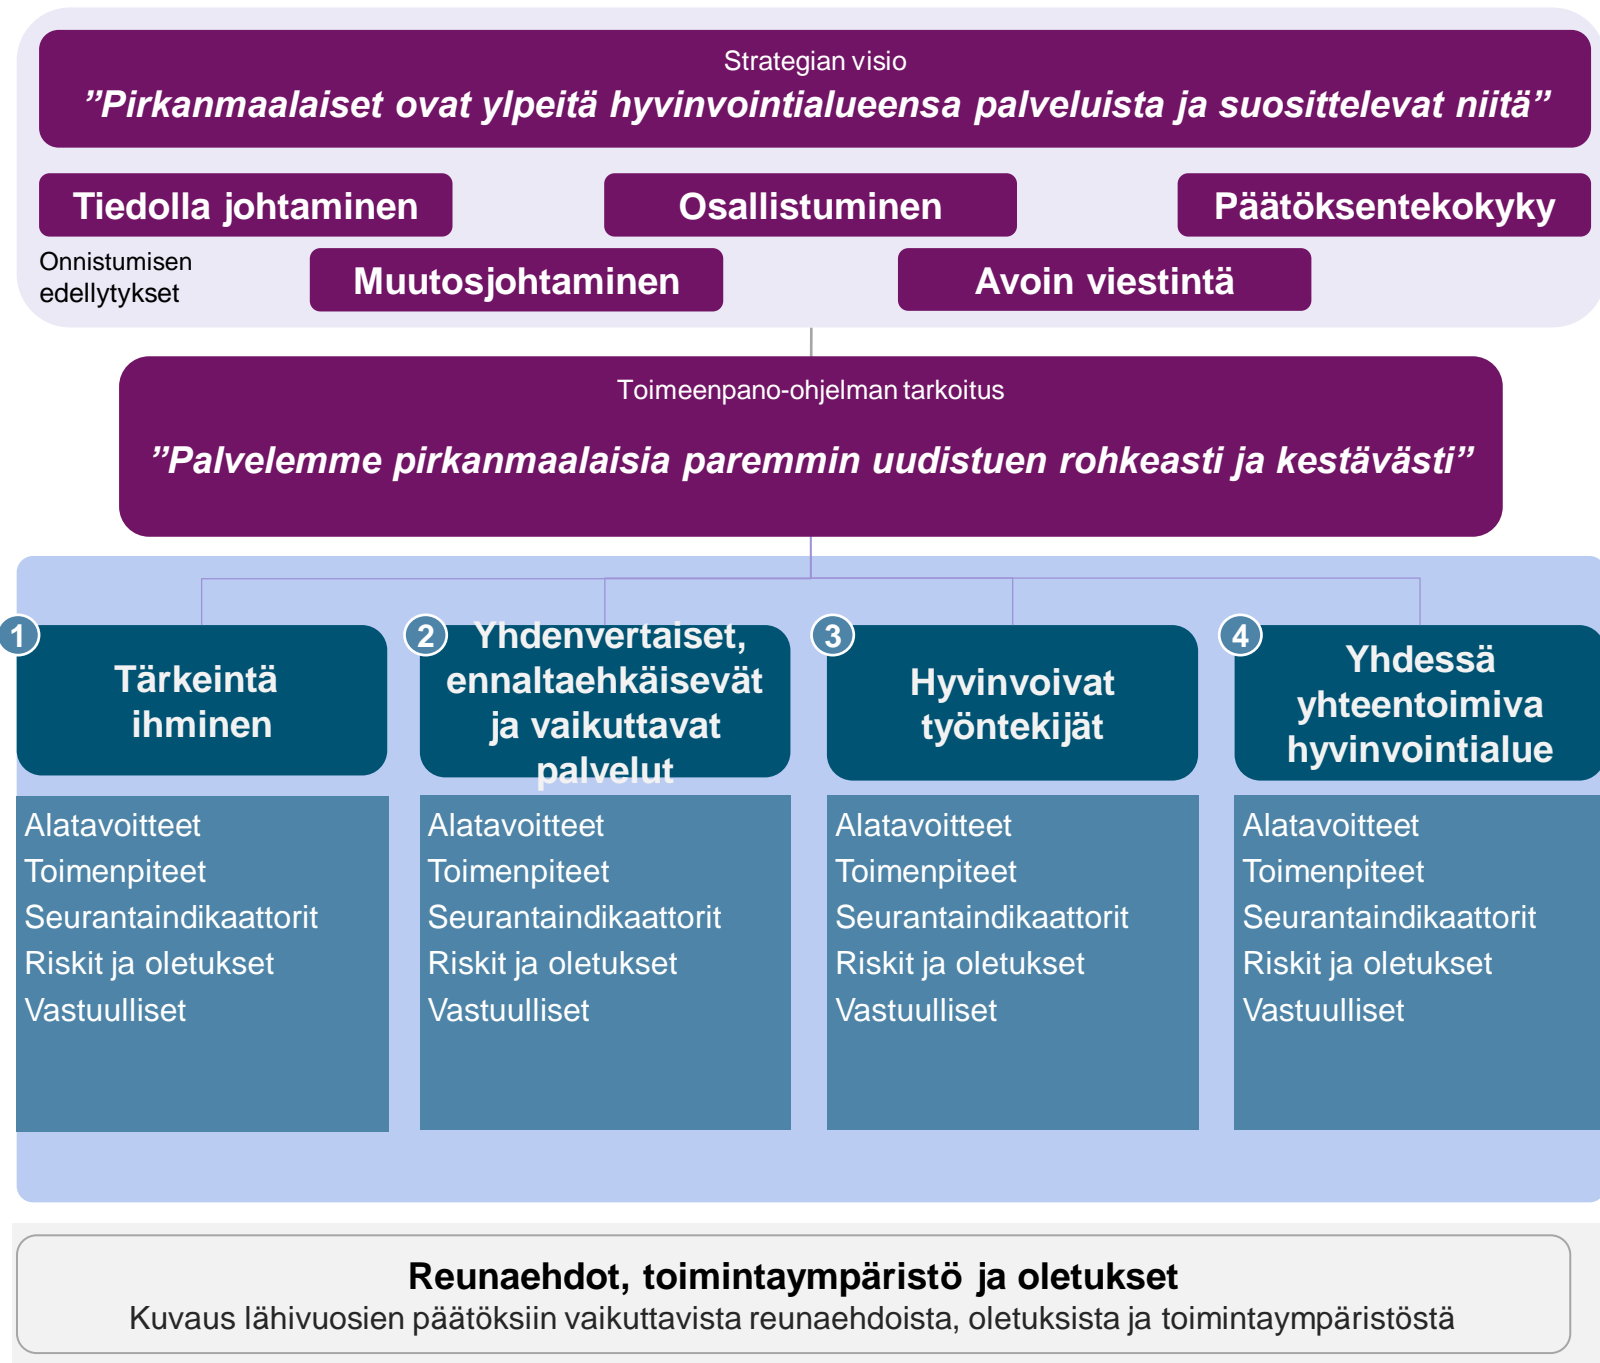 Strategian visio
”Pirkanmaalaiset ovat ylpeitä hyvinvointialueensa palveluista ja suosittelevat niitä”
Tiedolla johtaminen
Osallistuminen
Päätöksentekokyky
Onnistumisen
edellytykset
Muutosjohtaminen
Avoin viestintä
Toimeenpano-ohjelman tarkoitus
”Palvelemme pirkanmaalaisia paremmin uudistuen rohkeasti ja kestävästi”
1
Tärkeintä
ihminen
Alatavoitteet
Toimenpiteet
Seurantaindikaattorit
Riskit ja oletukset
Vastuulliset
2
Yhdenvertaiset,
ennaltaehkäisevät
ja vaikuttavat
palvelut
Alatavoitteet
Toimenpiteet
Seurantaindikaattorit
Riskit ja oletukset
Vastuulliset
3
Hyvinvoivat
työntekijät
Alatavoitteet
Toimenpiteet
Seurantaindikaattorit
Riskit ja oletukset
Vastuulliset
4
Yhdessä
yhteentoimiva
hyvinvointialue
Alatavoitteet
Toimenpiteet
Seurantaindikaattorit
Riskit ja oletukset
Vastuulliset
Reunaehdot, toimintaympäristö ja oletukset
Kuvaus lähivuosien päätöksiin vaikuttavista reunaehdoista, oletuksista ja toimintaympäristöstä